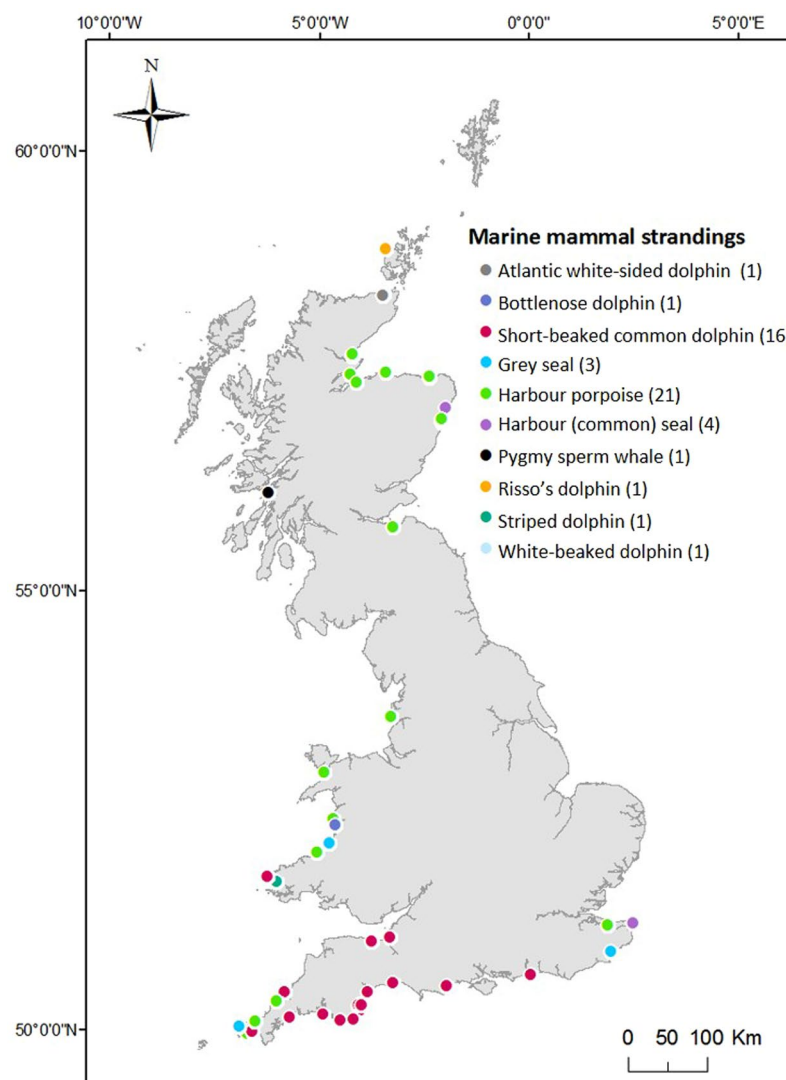 10°0'0"W 5°0'0"W 0°0'0" 5°0'0"E
N
60°0'0"N
Marine mammal strandings
Atlantic white-sided dolphin (1)
Bottlenose dolphin (1)
Short-beaked common dolphin (16
Grey seal (3)
Harbour porpoise (21)
Harbour (common) seal (4)
Pygmy sperm whale (1)
Risso's dolphin (1)
Striped dolphin (1)
White-beaked dolphin (1)
55°0'0"N
50°0'0"N
0 50 100 Km